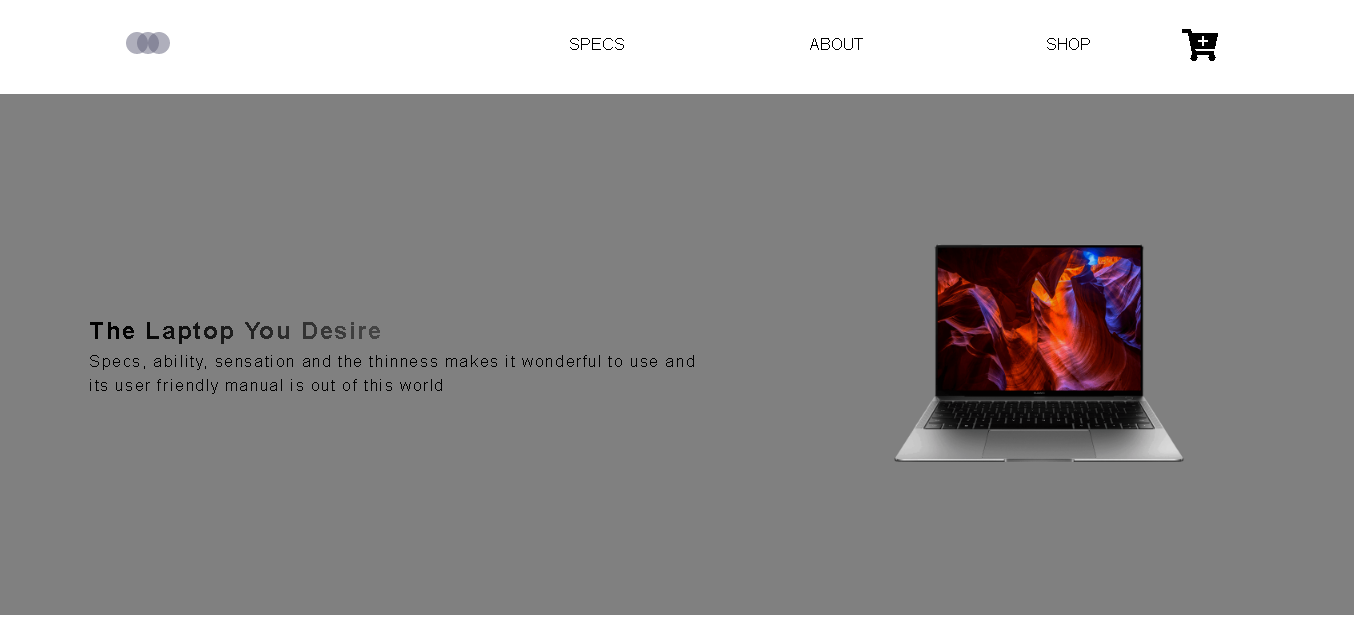 SPECS
ABOUT
SHOP
The Laptop You Desire
Specs, ability, sensation and the thinness makes it wonderful to use and
its user friendly manual is out of this world